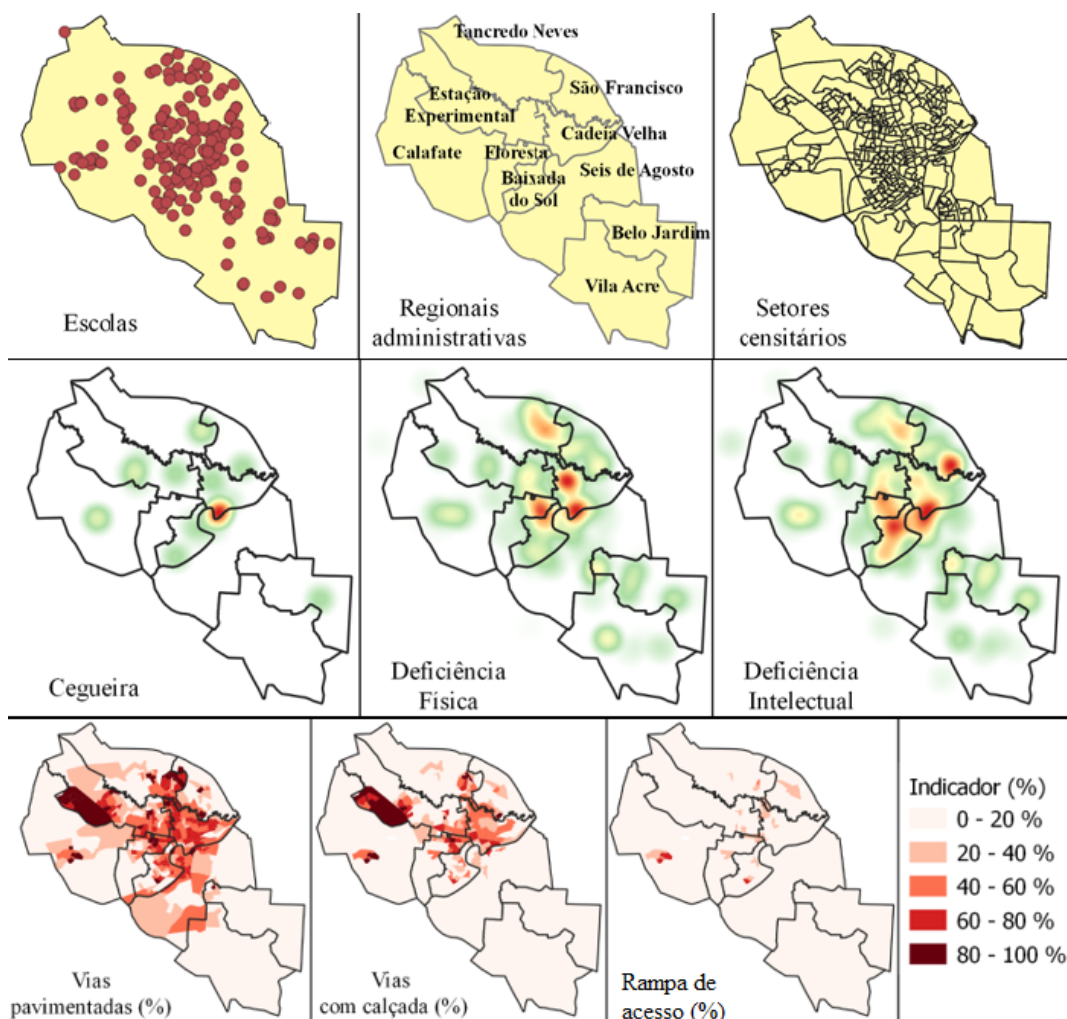 Escolas
Tancredo Neves
São Francisco
Estação
Experimental
Cadeia Velha
Calafate
Floresta
Seis de Agosto
Baixada
do Sol
Belo Jardim
Vila Acre
Regionais
administrativas
Setores
censitários
Cegueira
Deficiência
Física
Deficiência
Intelectual
Vias
pavimentadas (%)
Vias
com calçada (%)
Rampa de
acesso (%)
Indicador (%)
0 - 20 %
20 - 40 %
40 - 60 %
60 - 80 %
80 - 100 %